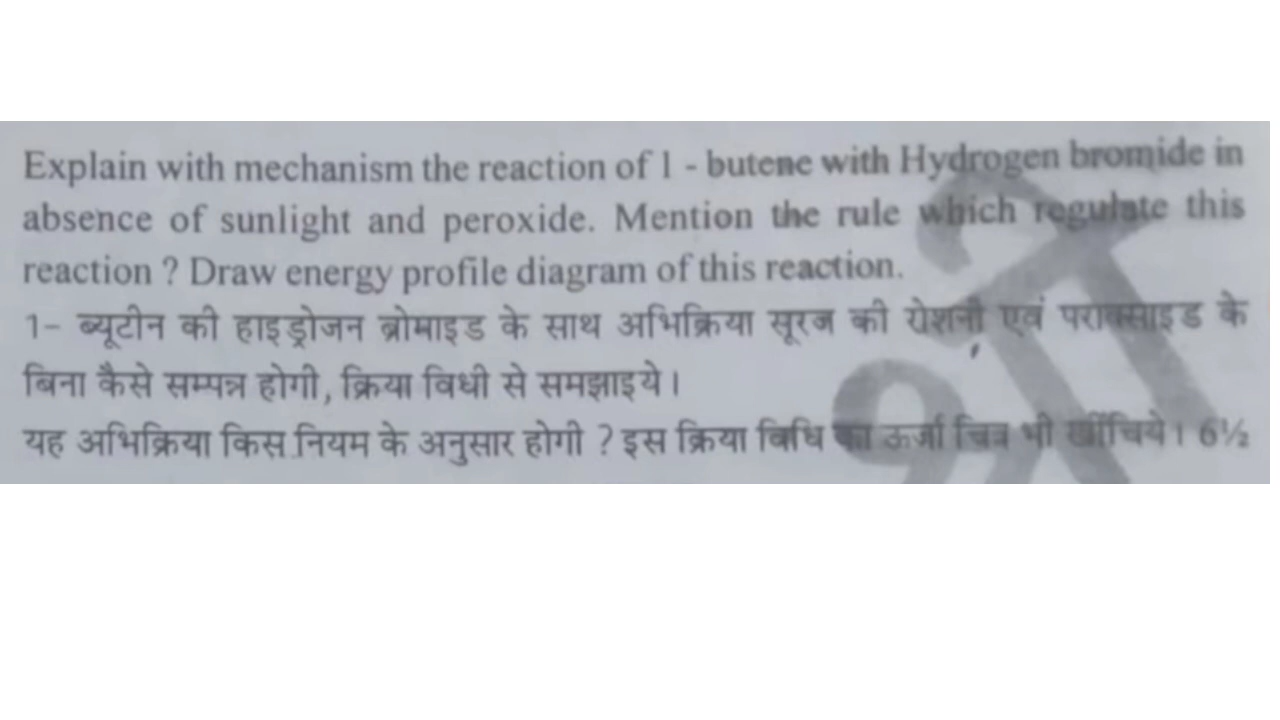 Explain with mechanism the reaction of 1 - butene with Hydrogen bromide in
absence of sunlight and peroxide. Mention the rule which regulate this
reaction ? Draw energy profile diagram of this reaction.
1- ब्यूटीन की हाइड्रोजन ब्रोमाइड के साथ अभिक्रिया सूरज की रोशनी एवं पराक्साइड के
बिना कैसे सम्पन्न होगी, क्रिया विधी से समझाइये।
यह अभिक्रिया किस नियम के अनुसार होगी ? इस क्रिया विधि का ऊर्जा चित्र भी खींचिये। 6½